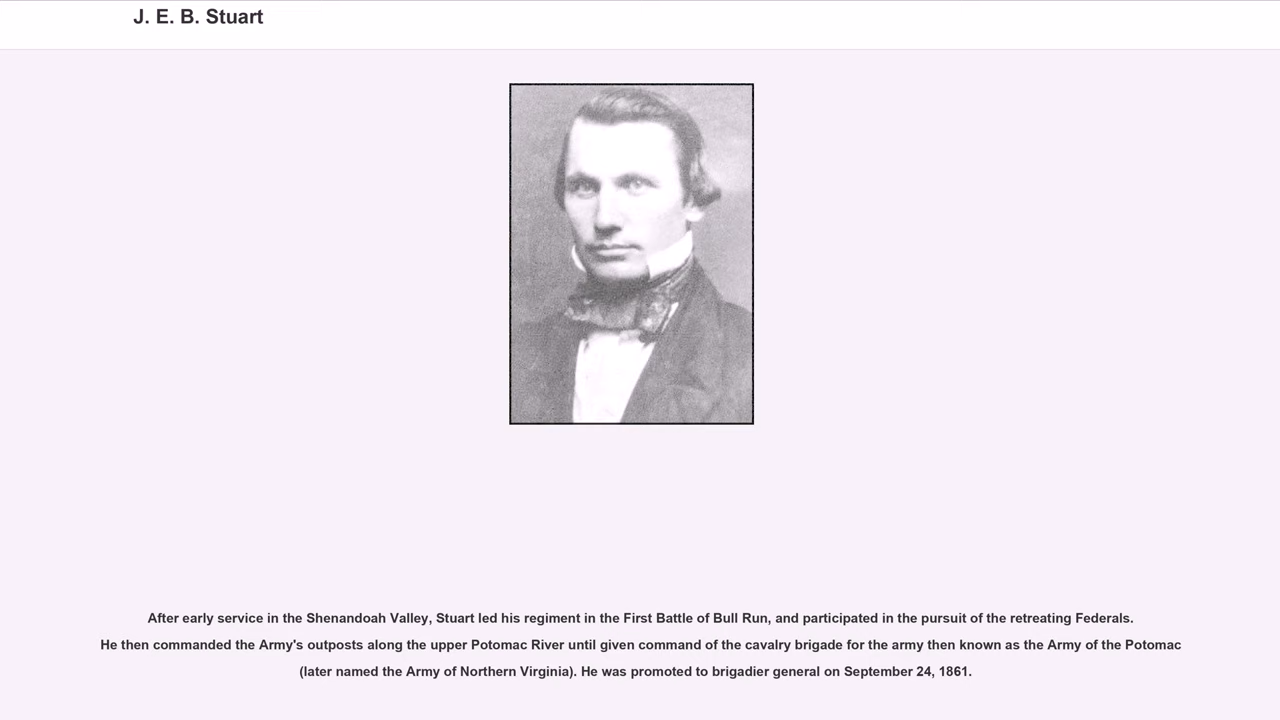 J. E. B. Stuart
After early service in the Shenandoah Valley, Stuart led his regiment in the First Battle of Bull Run, and participated in the pursuit of the retreating Federals.
He then commanded the Army's outposts along the upper Potomac River until given command of the cavalry brigade for the army then known as the Army of the Potomac
(later named the Army of Northern Virginia). He was promoted to brigadier general on September 24, 1861.